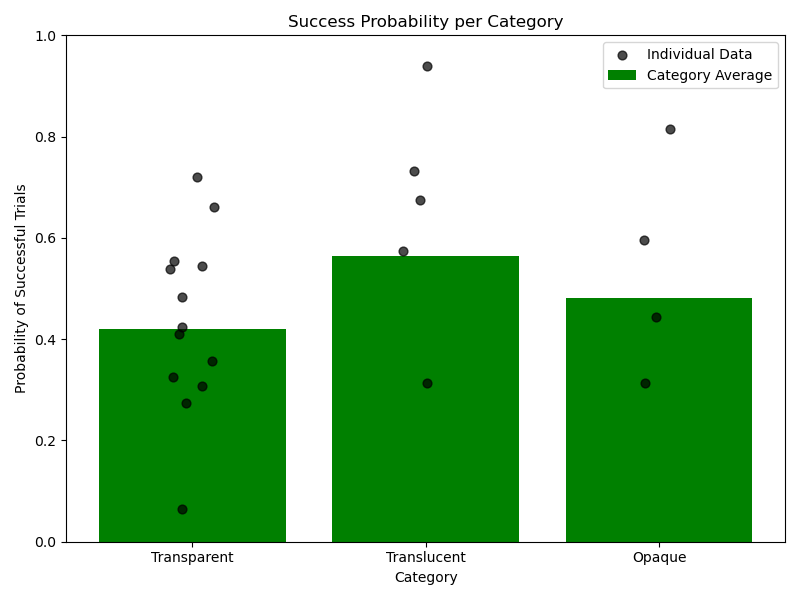 Success Probability per Category
Individual Data
Category Average
Probability of Successful Trials
1.0
0.8
0.6
0.4
0.2
0.0
Transparent
Translucent
Opaque
Category